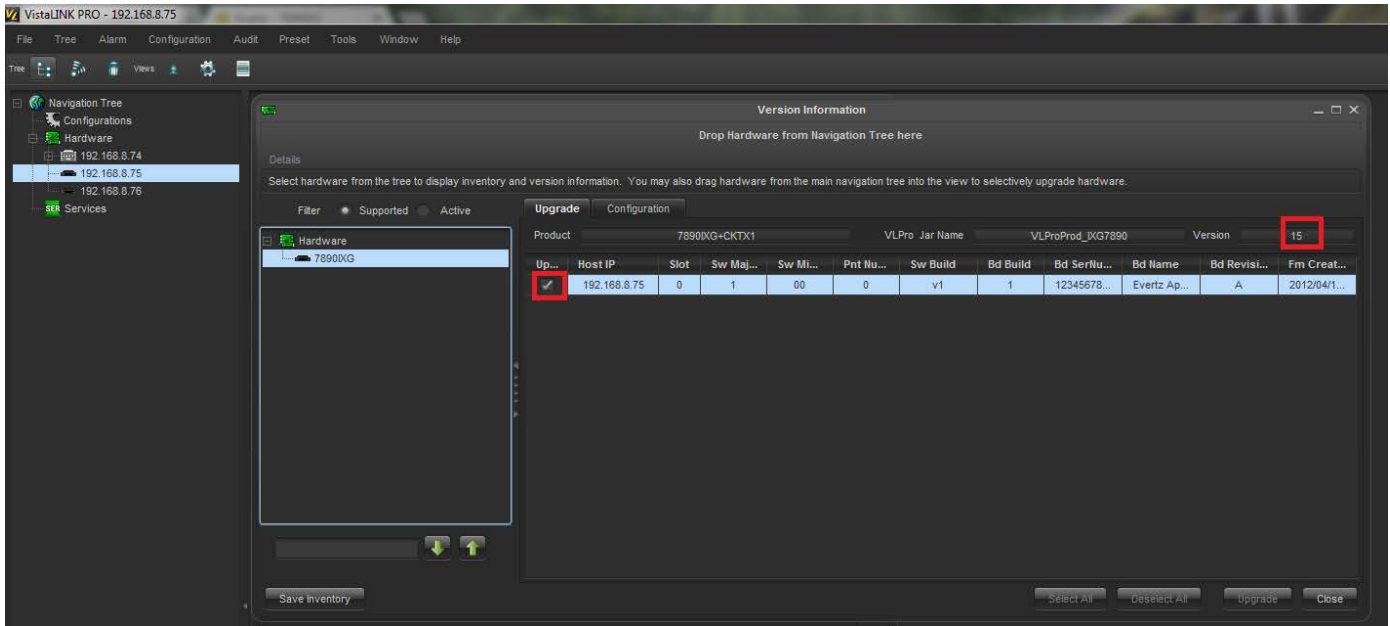 VistaLINK PRO - 192.168.8.75
File Tree Alarm Configuration Audit Preset Tools Window Help
Tree Views
Navigation Tree
Configurations
Hardware
192.168.8.74
192.168.8.75
192.168.8.76
SER Services
Version Information
Drop Hardware from Navigation Tree here
Details
Select hardware from the tree to display inventory and version information. You may also drag hardware from the main navigation tree into the view to selectively upgrade hardware.
Filter Supported Active
Hardware
7890IXG
Upgrade Configuration
Product 7890IXG+CKTX1 VLPro Jar Name VLProProd_IXG7890 Version 15
Up... Host IP Slot Sw Maj... Sw Mi... Pnt Nu... Sw Build Bd Build Bd SerNu... Bd Name Bd Revisi... Fm Creat...
192.168.8.75 0 1 00 0 v1 1 12345678... Evertz Ap... A 2012/04/1...
Save Inventory Select All Deselect All Upgrade Close